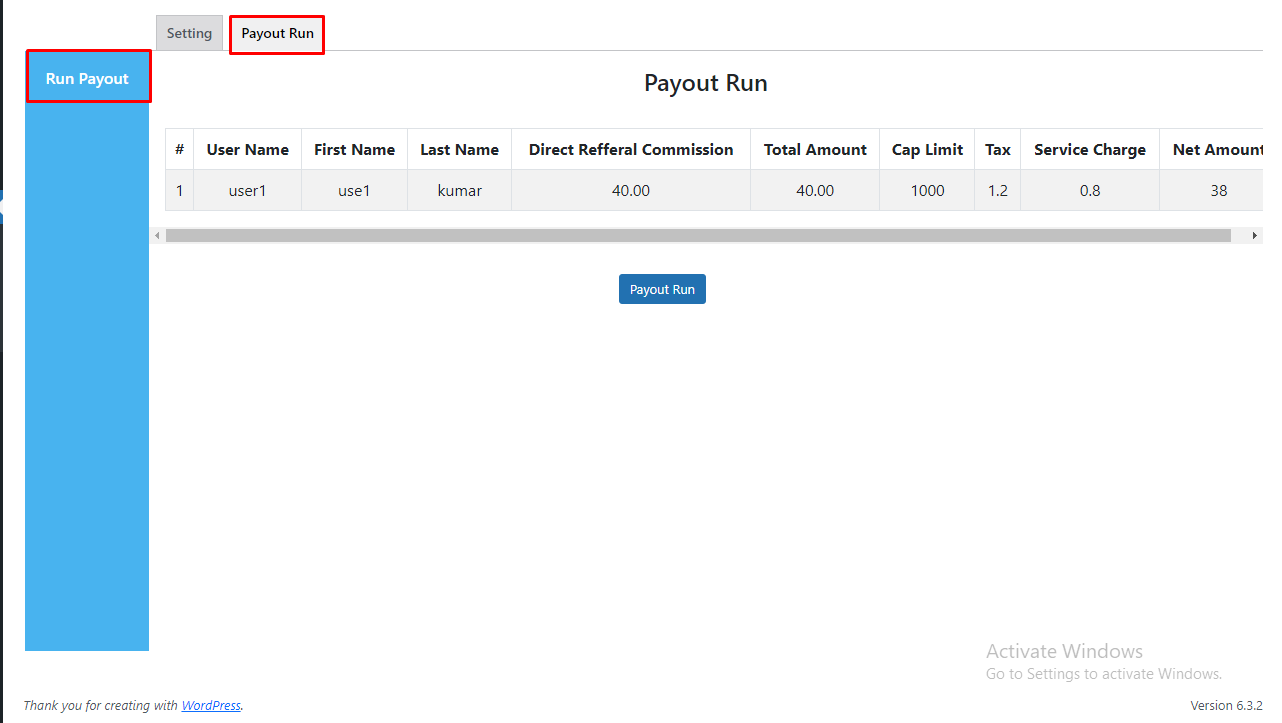 Setting Payout Run
Run Payout
Payout Run
# User Name First Name Last Name Direct Refferal Commission Total Amount Cap Limit Tax Service Charge Net Amount
1 user1 use1 kumar 40.00 40.00 1000 1.2 0.8 38
Payout Run
Activate Windows
Go to Settings to activate Windows.
Thank you for creating with WordPress. Version 6.3.2